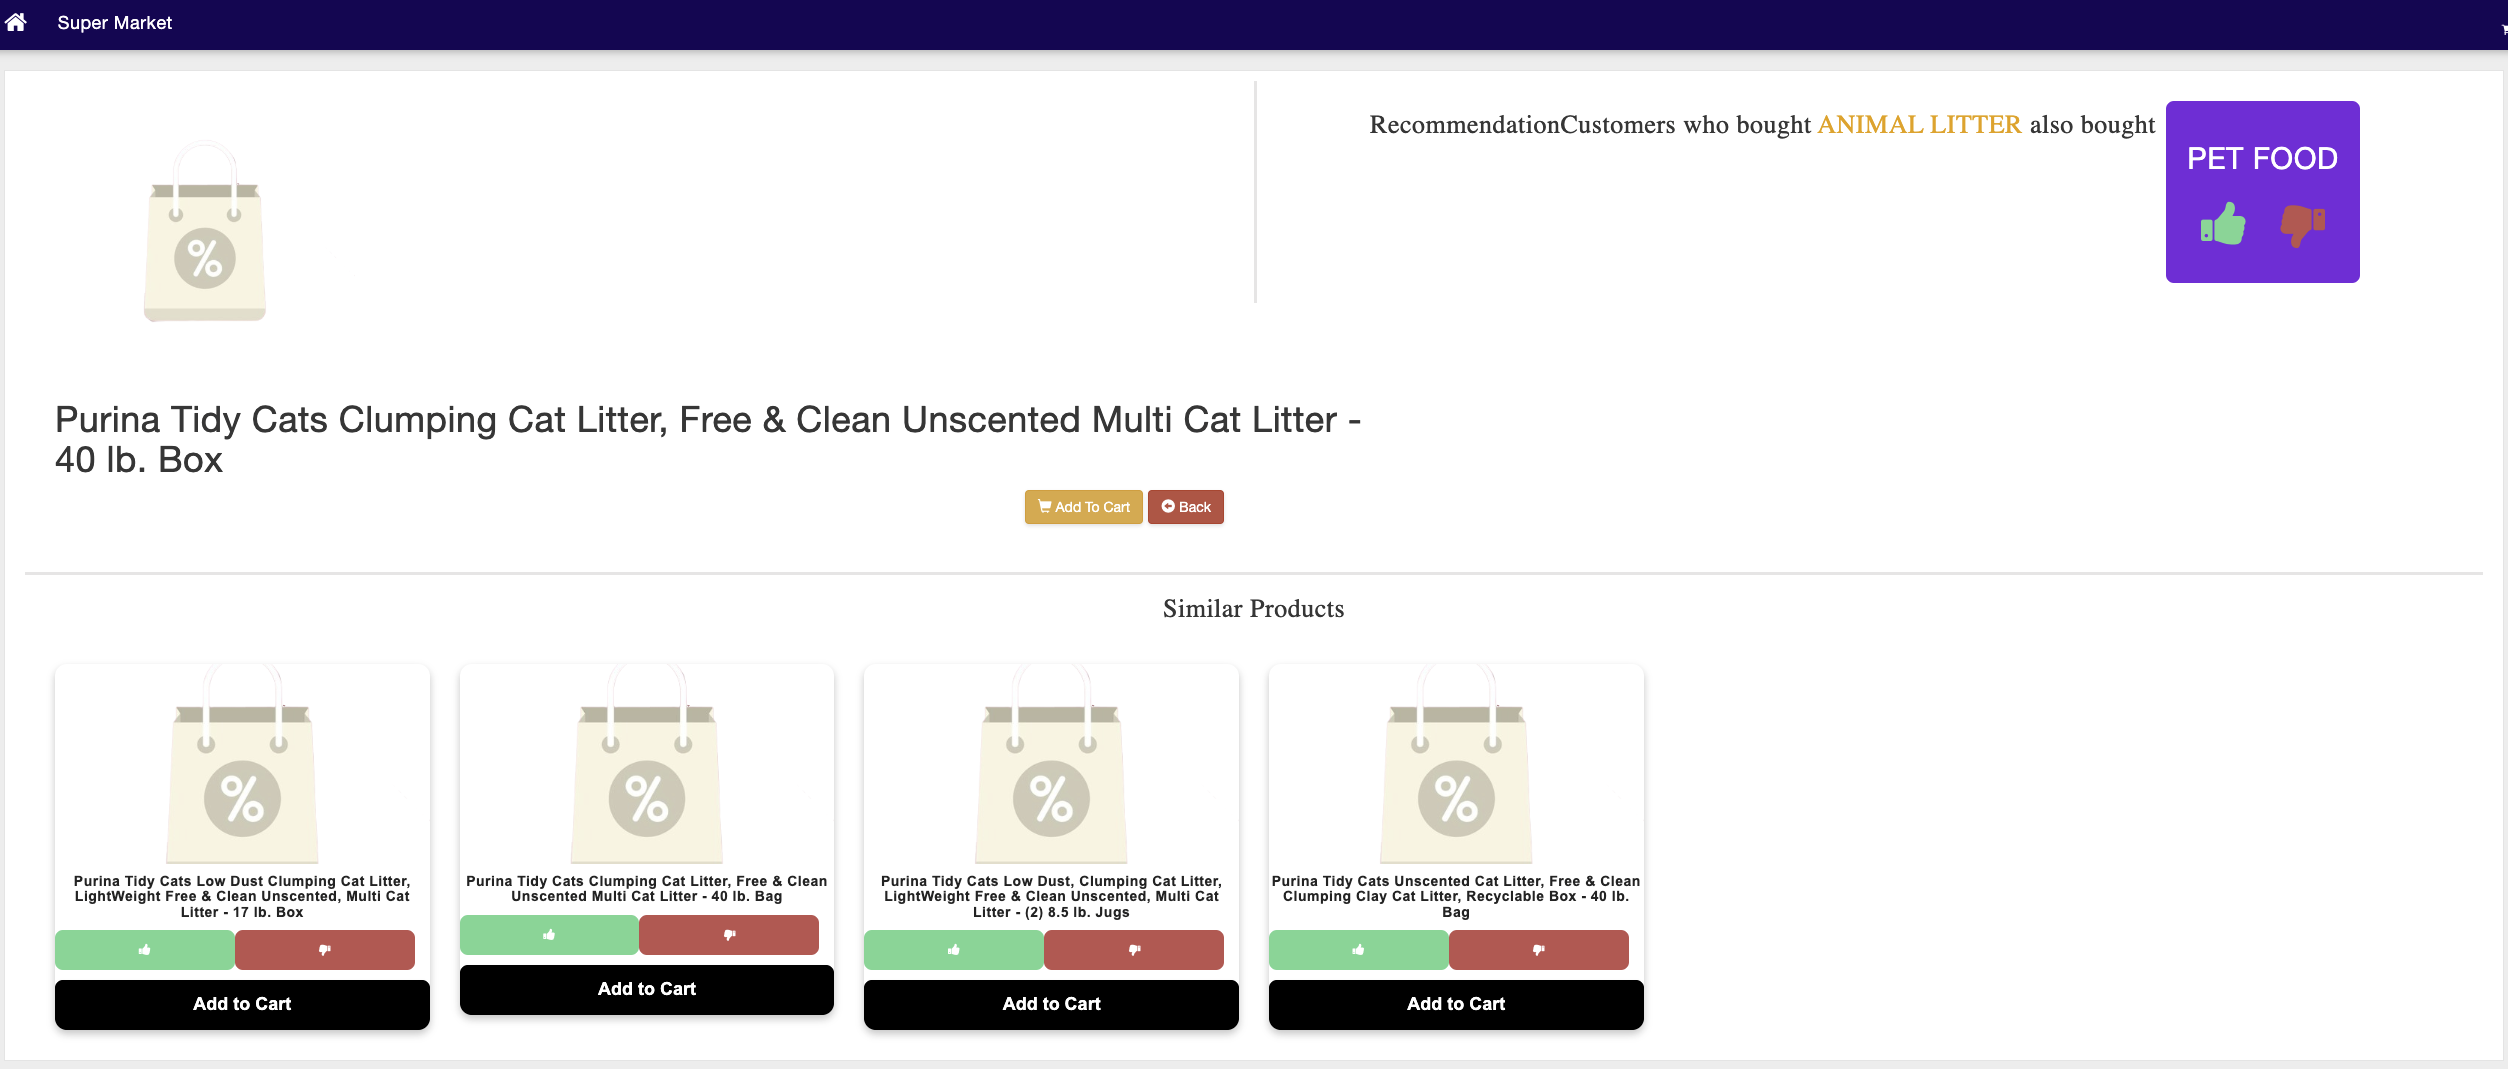 Super Market
RecommendationCustomers who bought ANIMAL LITTER also bought
PET FOOD
%
Purina Tidy Cats Clumping Cat Litter, Free & Clean Unscented Multi Cat Litter -
40 lb. Box
Add To Cart
Back
Similar Products
%
Purina Tidy Cats Low Dust Clumping Cat Litter,
LightWeight Free & Clean Unscented, Multi Cat
Litter - 17 lb. Box
Add to Cart
%
Purina Tidy Cats Clumping Cat Litter, Free & Clean
Unscented Multi Cat Litter - 40 lb. Bag
Add to Cart
%
Purina Tidy Cats Low Dust, Clumping Cat Litter,
LightWeight Free & Clean Unscented, Multi Cat
Litter - (2) 8.5 lb. Jugs
Add to Cart
%
Purina Tidy Cats Unscented Cat Litter, Free & Clean
Clumping Clay Cat Litter, Recyclable Box - 40 lb.
Bag
Add to Cart